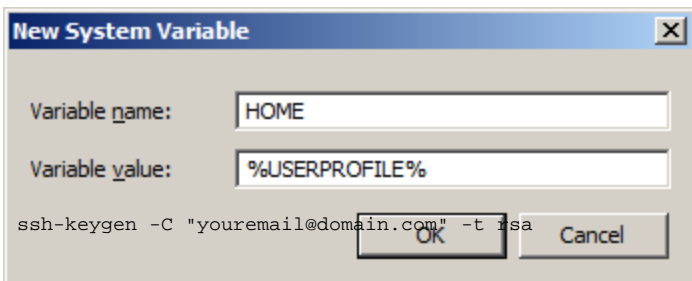 New System Variable
Variable name:
HOME
Variable value:
%USERPROFILE%
ssh-keygen -C "youremail@domain.com" -t rsa
OK
Cancel